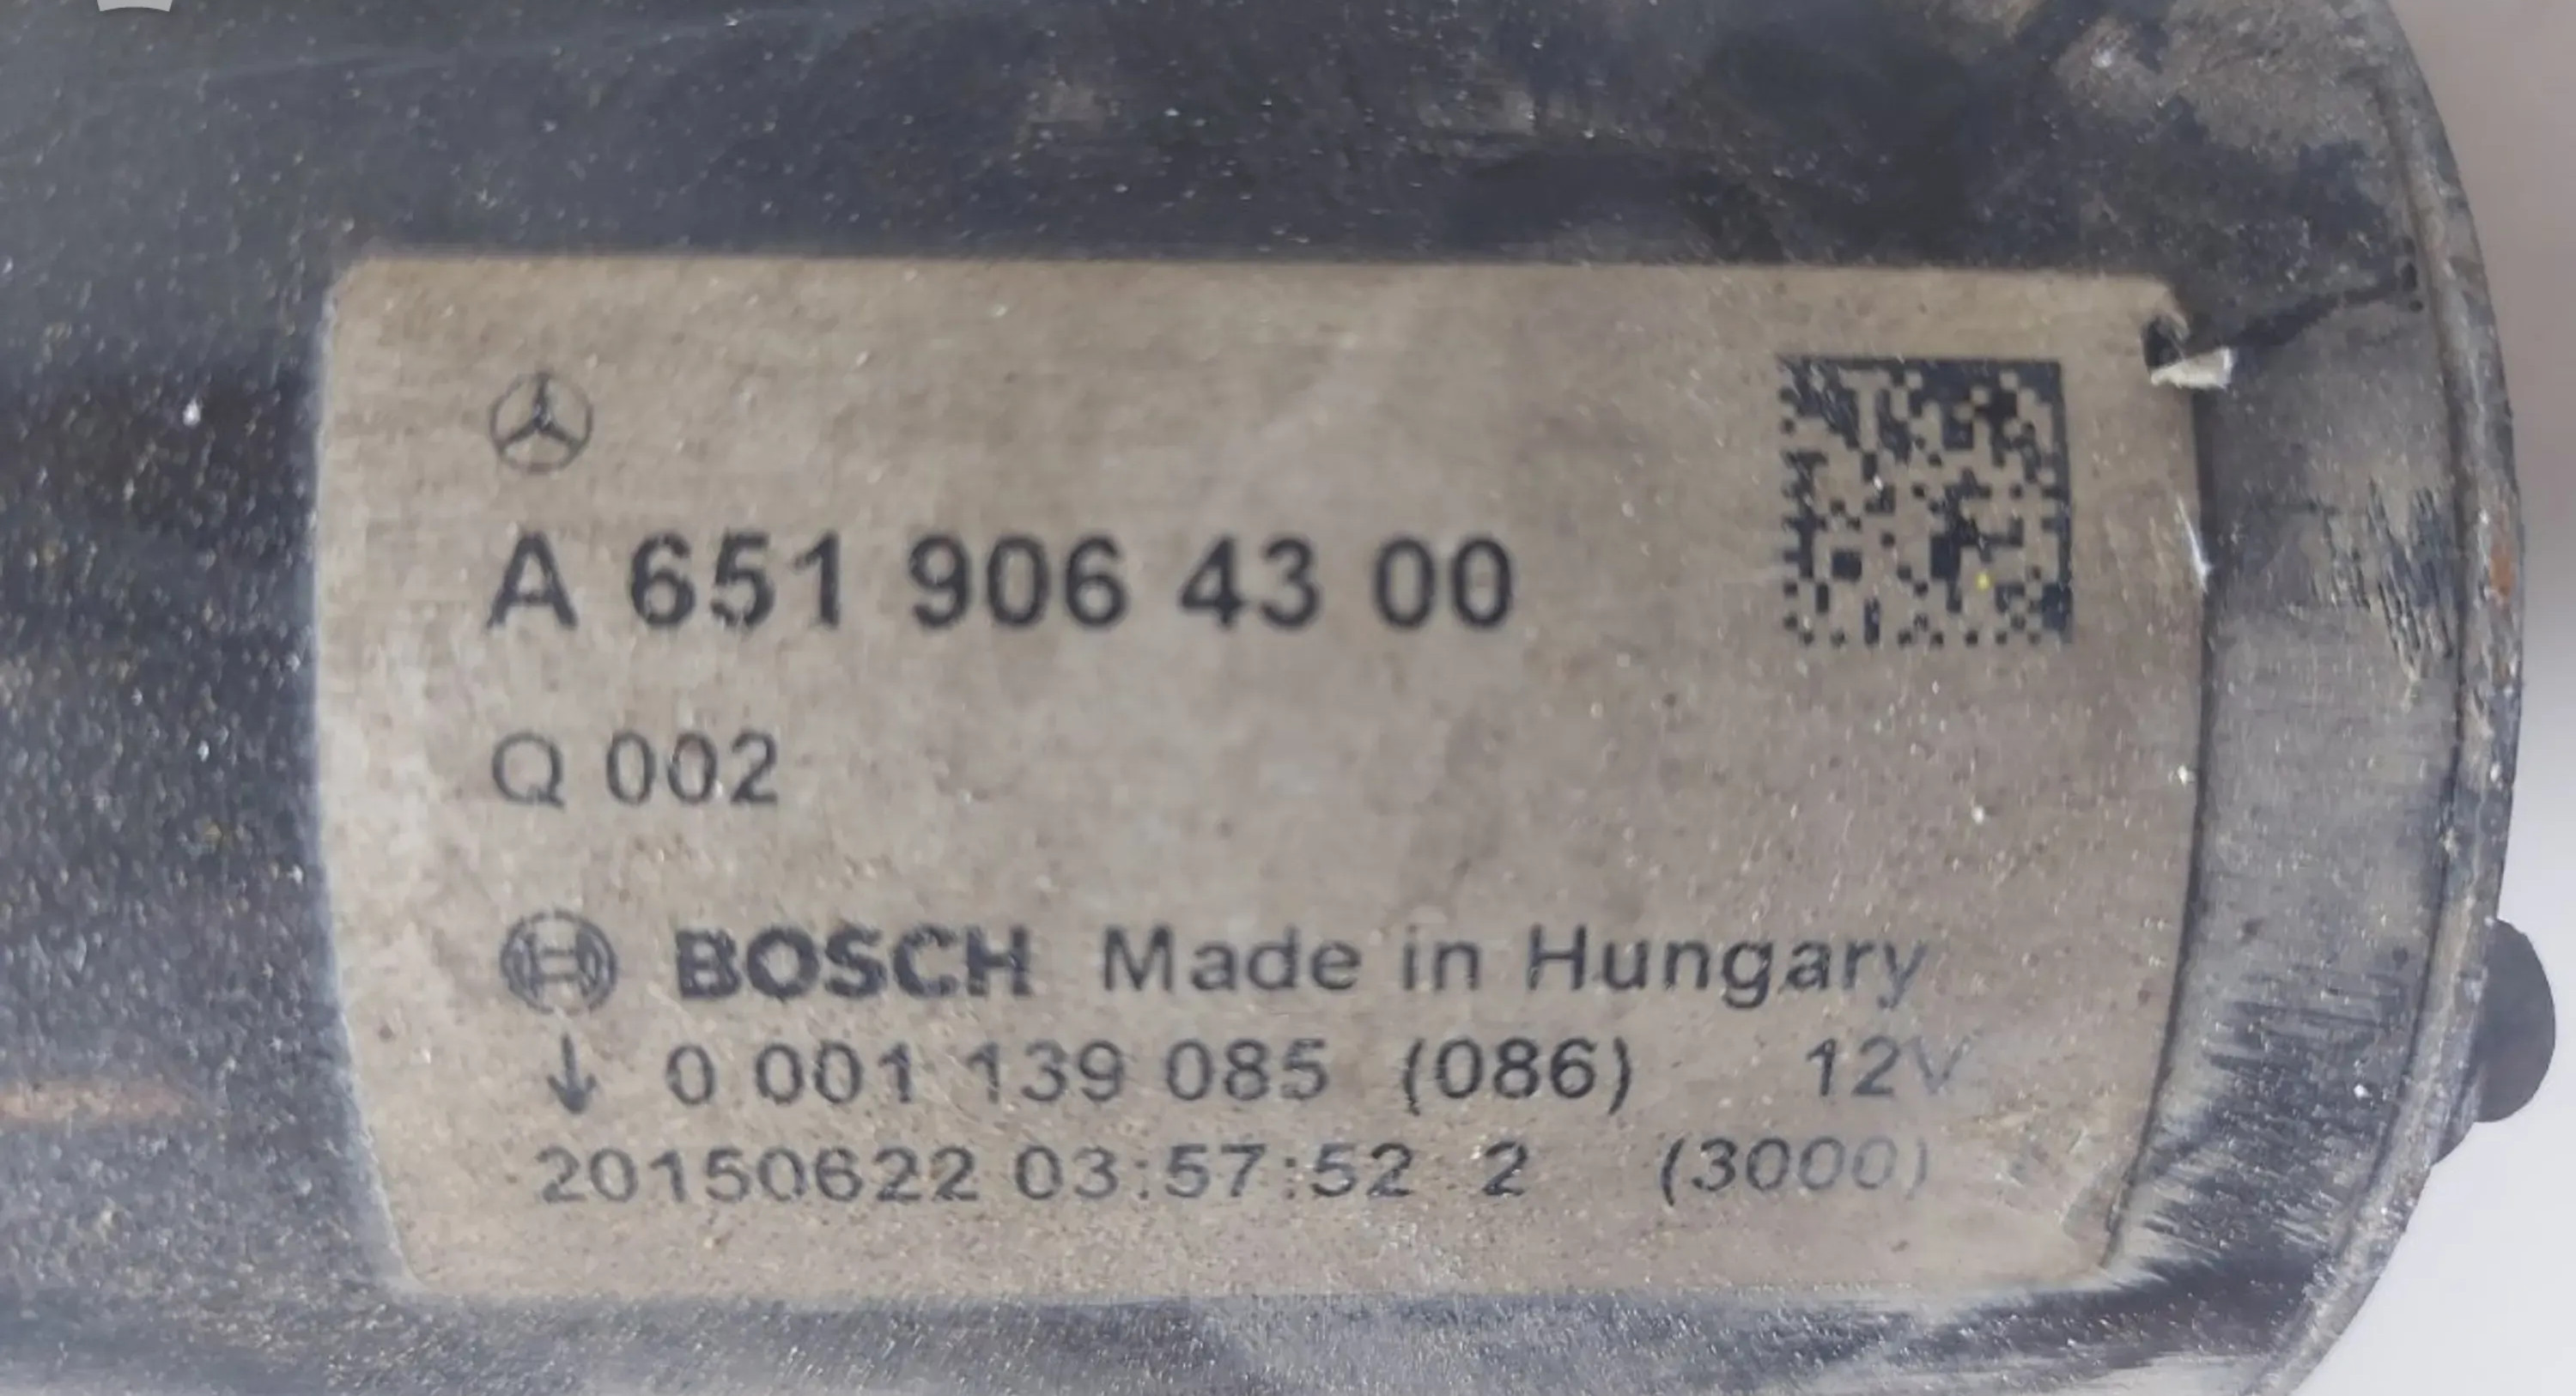 A 651 906 43 00
Q 002
BOSCH Made in Hungary
↓ 0 001 139 085 (086) 12V
20150622 03:57:52 2 (3000)